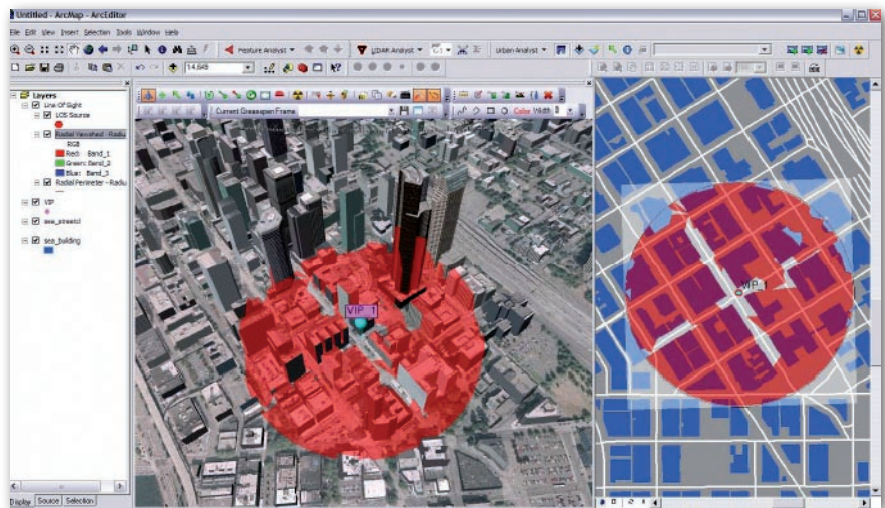 Untitled - ArcMap - ArcEditor
File Edit View Insert Selection Tools Window Help
Feature Analyst
LIDAR Analyst
Urban Analyst
Current Greasepen Frame
Color Width
Layers
Line Of Sight
LOS Source
Radial Viewshed - Radiu
RGB
Red: Band_1
Green: Band_2
Blue: Band_3
Radial Perimeter - Radiu
VIP
sea_streetcl
sea_building
VIP_1
VIP_1
Display Source Selection